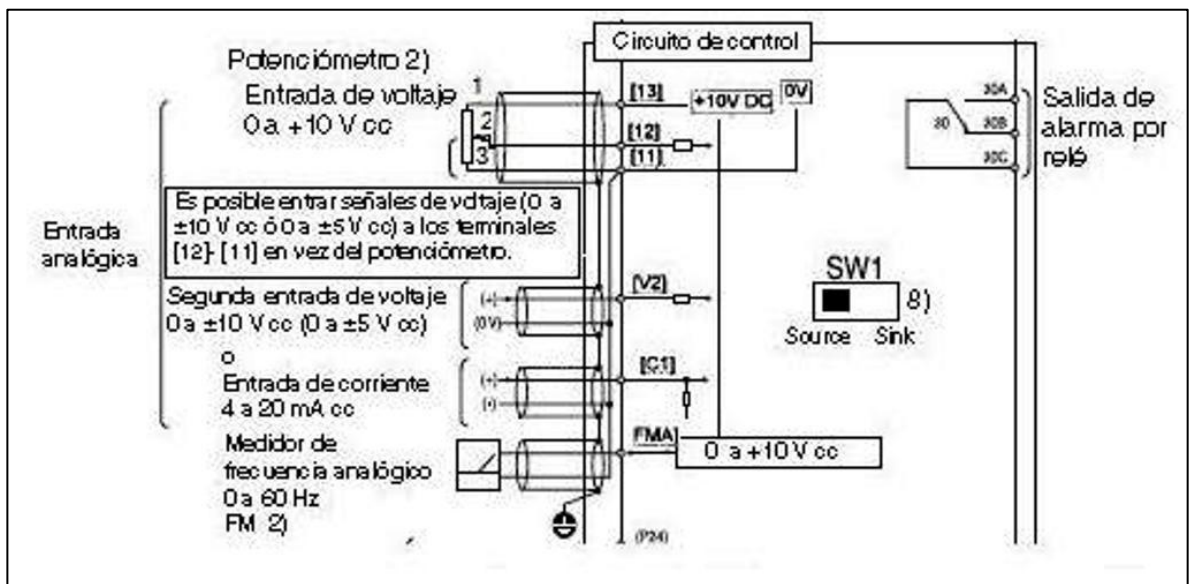 Circuito de control
Potenciómetro 2)
Entrada de voltaje
0 a +10 V cc
1
2
3
[13]
+10V DC
0V
[12]
[11]
30A
30
30B
30C
Salida de
alarma por
relé
Entrada
analógica
Es posible entrar señales de voltaje (0 a
±10 V cc ó 0 a ±5 V cc) a los terminales
[12]-[11] en vez del potenciómetro.
Segunda entrada de voltaje
0 a ±10 V cc (0 a ±5 V cc)
(+)
(0V)
[V2]
SW1
8)
Source Sink
o
Entrada de corriente
4 a 20 mA cc
(+)
[C1]
Medidor de
frecuencia analógico
0 a 60 Hz
FM 2)
[FMA]
0 a +10 V cc
(P24)